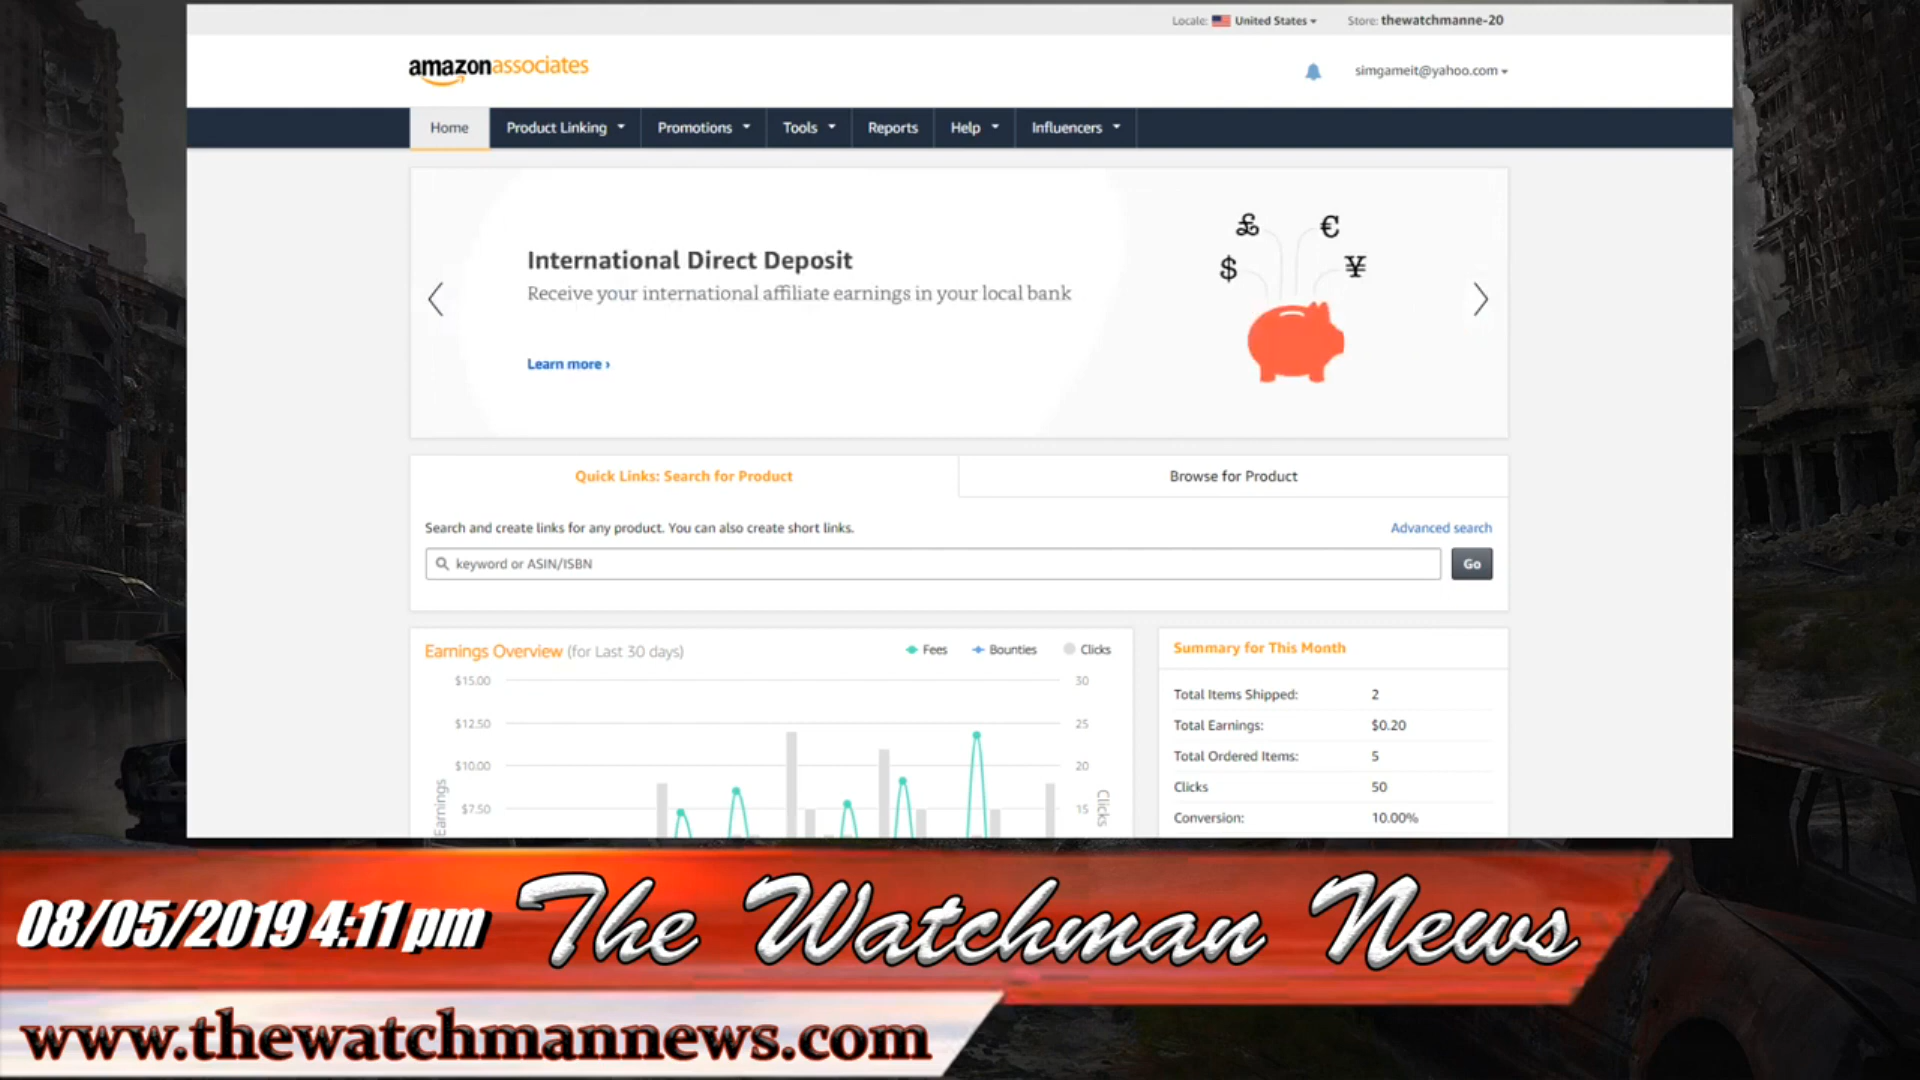 Locale: United States Store: thewatchmanne-20
amazonassociates
simgameit@yahoo.com
Home Product Linking Promotions Tools Reports Help Influencers
£ €
$ ¥
International Direct Deposit
Receive your international affiliate earnings in your local bank
Learn more ›
Quick Links: Search for Product Browse for Product
Search and create links for any product. You can also create short links. Advanced search
keyword or ASIN/ISBN Go
Earnings Overview (for Last 30 days) Fees Bounties Clicks
$15.00 30
$12.50 25
$10.00 20
$7.50 15
Earnings
Clicks
Summary for This Month
Total Items Shipped: 2
Total Earnings: $0.20
Total Ordered Items: 5
Clicks 50
Conversion: 10.00%
08/05/2019 4:11 pm The Watchman News
www.thewatchmannews.com